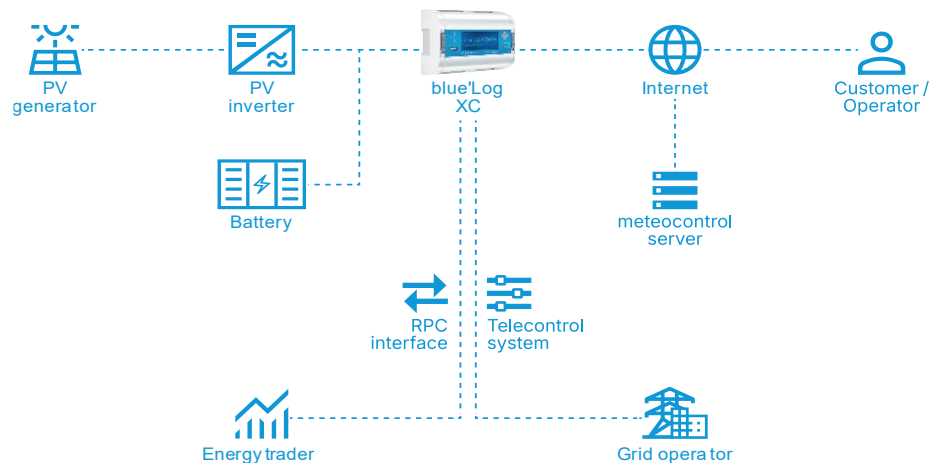 PV
generator
PV
inverter
blue'Log
XC
Internet
Customer /
Operator
Battery
meteocontrol
server
RPC
interface
Telecontrol
system
Energy trader
Grid operator